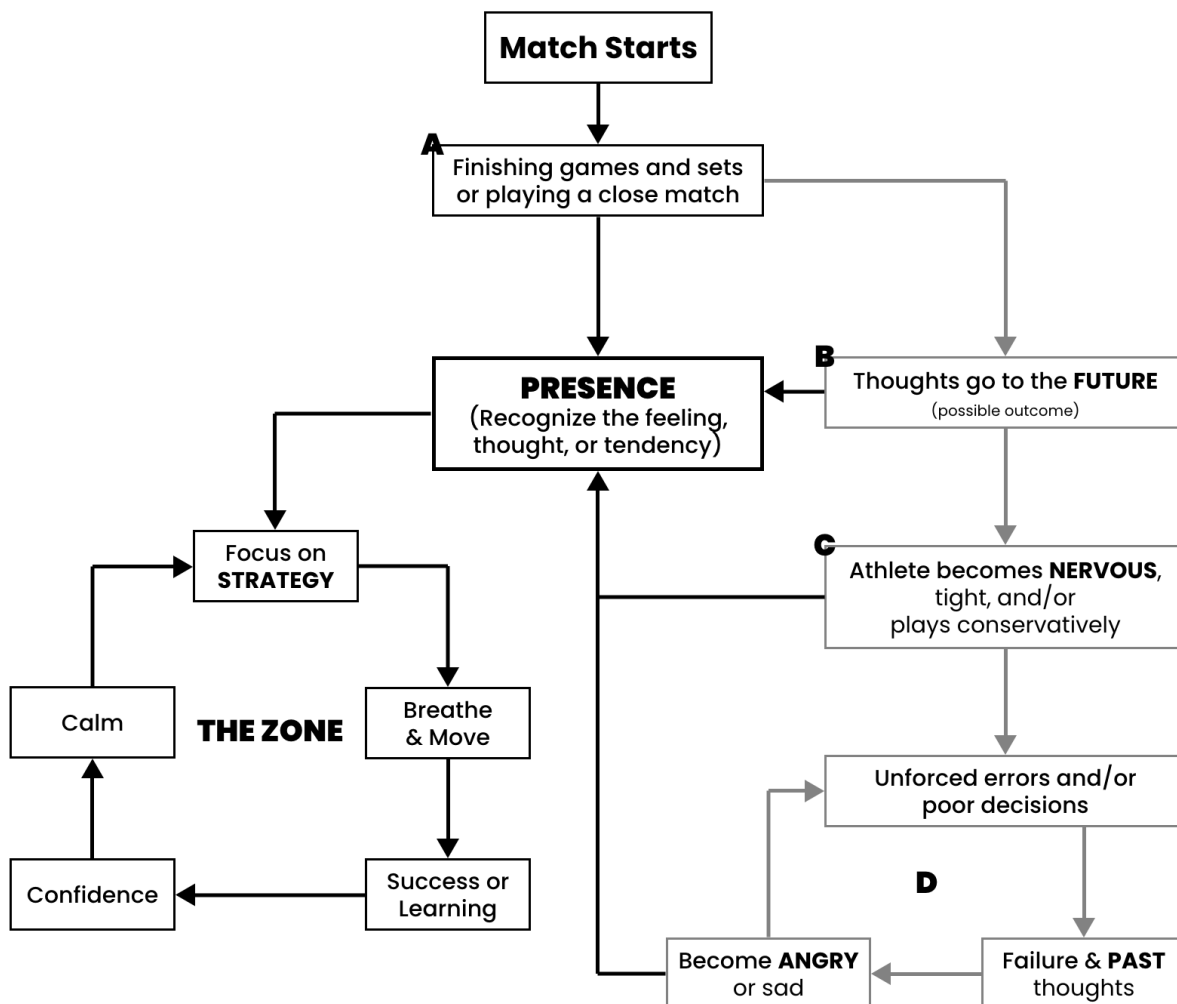 Match Starts
A
Finishing games and sets
or playing a close match
B
Thoughts go to the FUTURE
(possible outcome)
PRESENCE
(Recognize the feeling,
thought, or tendency)
C
Athlete becomes NERVOUS,
tight, and/or
plays conservatively
Focus on
STRATEGY
Breathe
& Move
Calm
THE ZONE
Success or
Learning
Confidence
Unforced errors and/or
poor decisions
D
Become ANGRY
or sad
Failure & PAST
thoughts